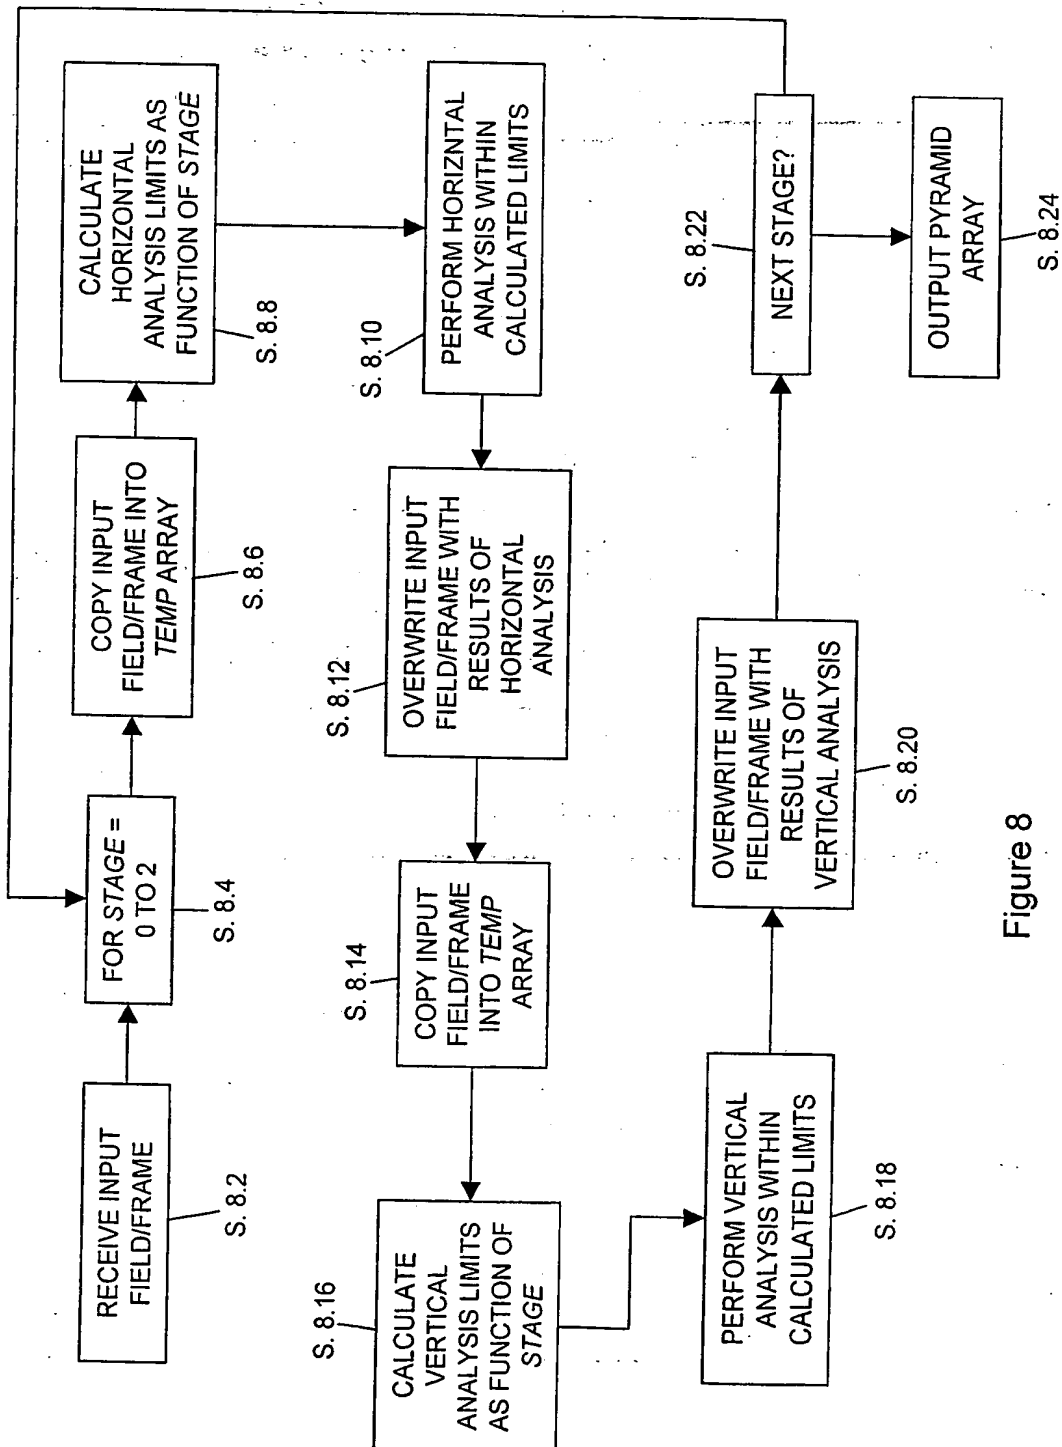 RECEIVE INPUT
FIELD/FRAME
S. 8.2
FOR STAGE =
0 TO 2
S. 8.4
COPY INPUT
FIELD/FRAME INTO
TEMP ARRAY
S. 8.6
CALCULATE
HORIZONTAL
ANALYSIS LIMITS AS
FUNCTION OF STAGE
S. 8.8
S. 8.10
PERFORM HORIZNTAL
ANALYSIS WITHIN
CALCULATED LIMITS
S. 8.12
OVERWRITE INPUT
FIELD/FRAME WITH
RESULTS OF
HORIZONTAL
ANALYSIS
S. 8.14
COPY INPUT
FIELD/FRAME
INTO TEMP
ARRAY
S. 8.16
CALCULATE
VERTICAL
ANALYSIS LIMITS
AS FUNCTION OF
STAGE
PERFORM VERTICAL
ANALYSIS WITHIN
CALCULATED LIMITS
S. 8.18
OVERWRITE INPUT
FIELD/FRAME WITH
RESULTS OF
VERTICAL ANALYSIS
S. 8.20
S. 8.22
NEXT STAGE?
OUTPUT PYRAMID
ARRAY
S. 8.24
Figure 8